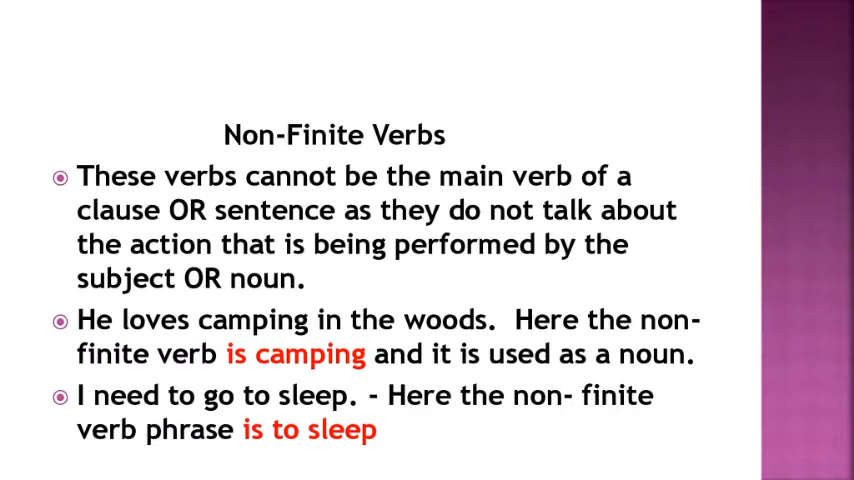 Non-Finite Verbs
These verbs cannot be the main verb of a
clause OR sentence as they do not talk about
the action that is being performed by the
subject OR noun.
He loves camping in the woods.  Here the non-
finite verb is camping and it is used as a noun.
I need to go to sleep. - Here the non- finite
verb phrase is to sleep